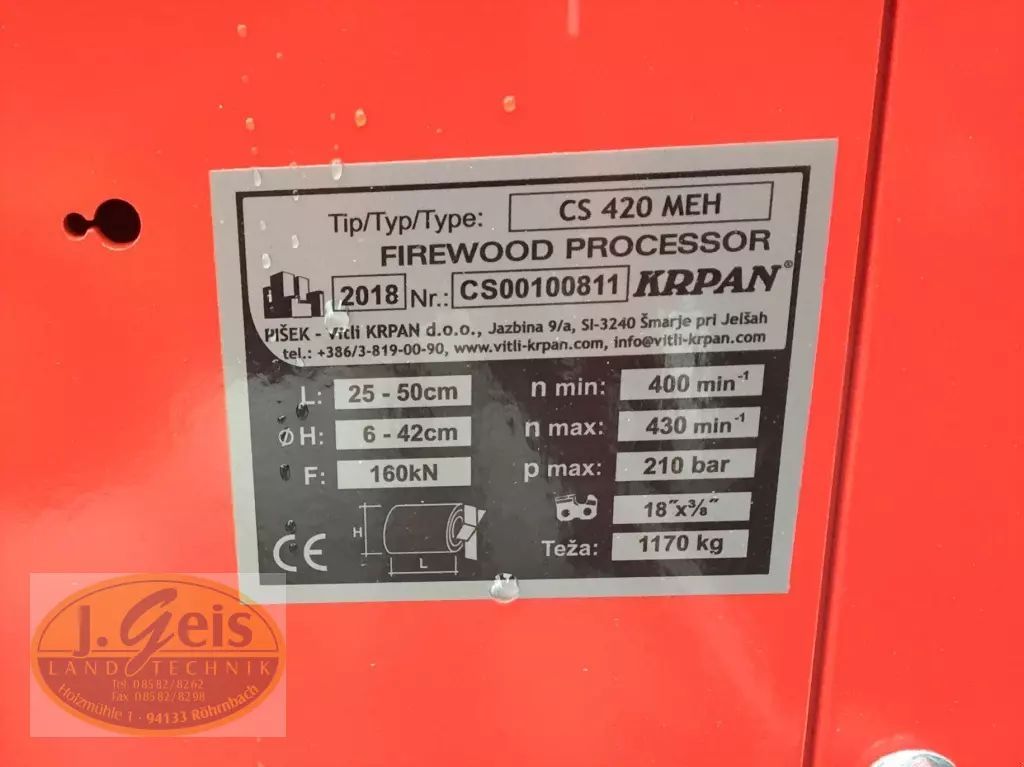 Tip/Typ/Type: CS 420 MEH
FIREWOOD PROCESSOR
2018 Nr.: CS00100811 KRPAN®
PIŠEK - Vitli KRPAN d.o.o., Jazbina 9/a, SI-3240 Šmarje pri Jelšah
tel.: +386/3-819-00-90, www.vitli-krpan.com, info@vitli-krpan.com
L: 25 - 50cm n min: 400 min⁻¹
øH: 6 - 42cm n max: 430 min⁻¹
F: 160kN p max: 210 bar
18"x⅜"
H
L
CE
Teža: 1170 kg
J. Geis
LANDTECHNIK
Tel. 08582/8262
Fax 08582/8298
Holzmühle 1 · 94133 Röhrnbach